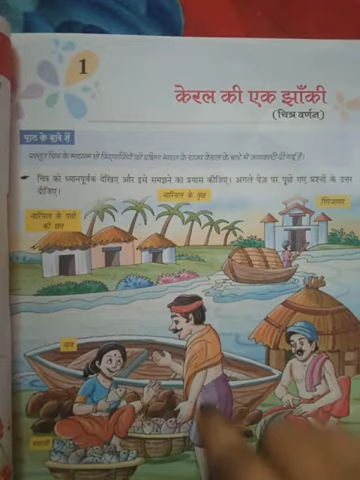 1
केरल की एक झाँकी
(चित्र वर्णन)
पाठ के बारे में
प्रस्तुत चित्र के माध्यम से विद्यार्थियों को दक्षिण भारत के राज्य केरल के बारे में जानकारी दी गई है।
चित्र को ध्यानपूर्वक देखिए और इसे समझने का प्रयास कीजिए। अगले पेज पर पूछे गए प्रश्नों के उत्तर
दीजिए।
नारियल के वृक्ष
नारियल के पत्तों
की छत
गिरजाघर
नाव
मछली